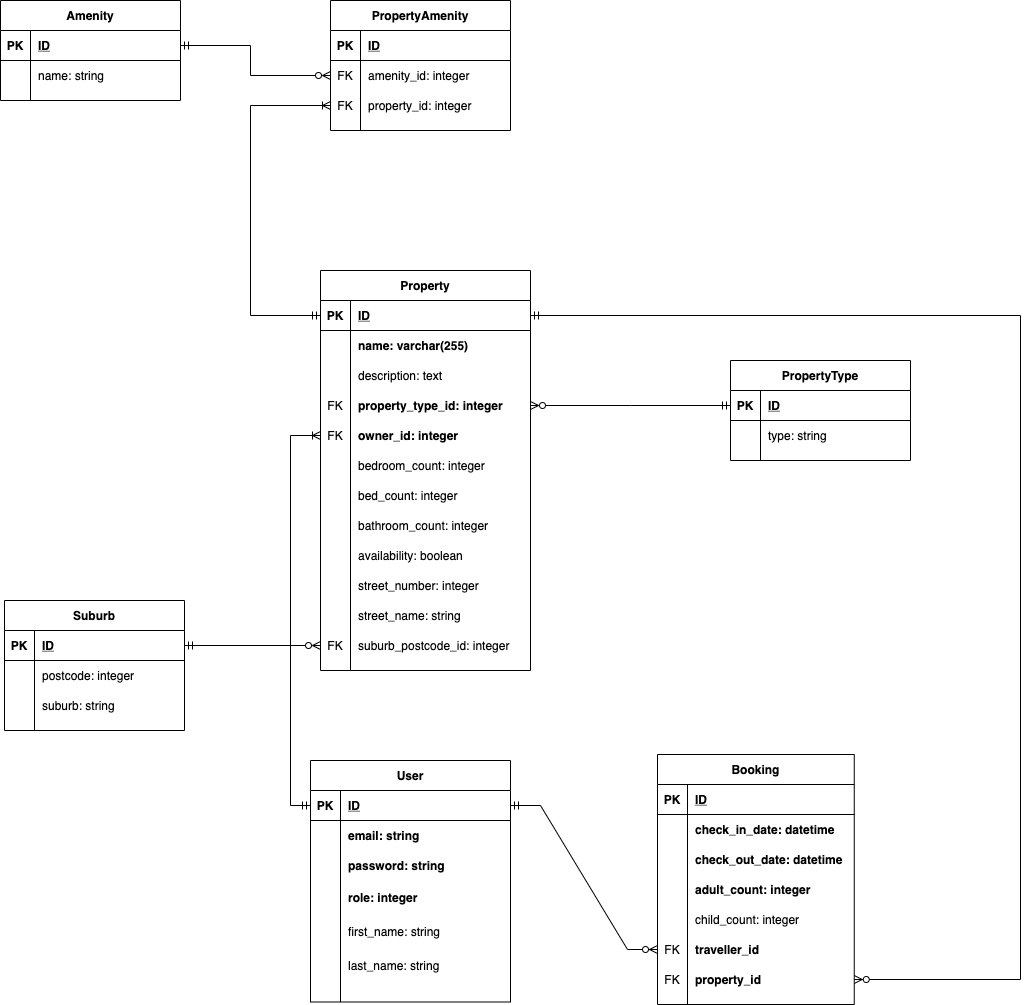 Amenity
PK ID
name: string
PropertyAmenity
PK ID
FK amenity_id: integer
FK property_id: integer
Property
PK ID
name: varchar(255)
description: text
FK property_type_id: integer
FK owner_id: integer
bedroom_count: integer
bed_count: integer
bathroom_count: integer
availability: boolean
street_number: integer
street_name: string
FK suburb_postcode_id: integer
PropertyType
PK ID
type: string
Suburb
PK ID
postcode: integer
suburb: string
User
PK ID
email: string
password: string
role: integer
first_name: string
last_name: string
Booking
PK ID
check_in_date: datetime
check_out_date: datetime
adult_count: integer
child_count: integer
FK traveller_id
FK property_id